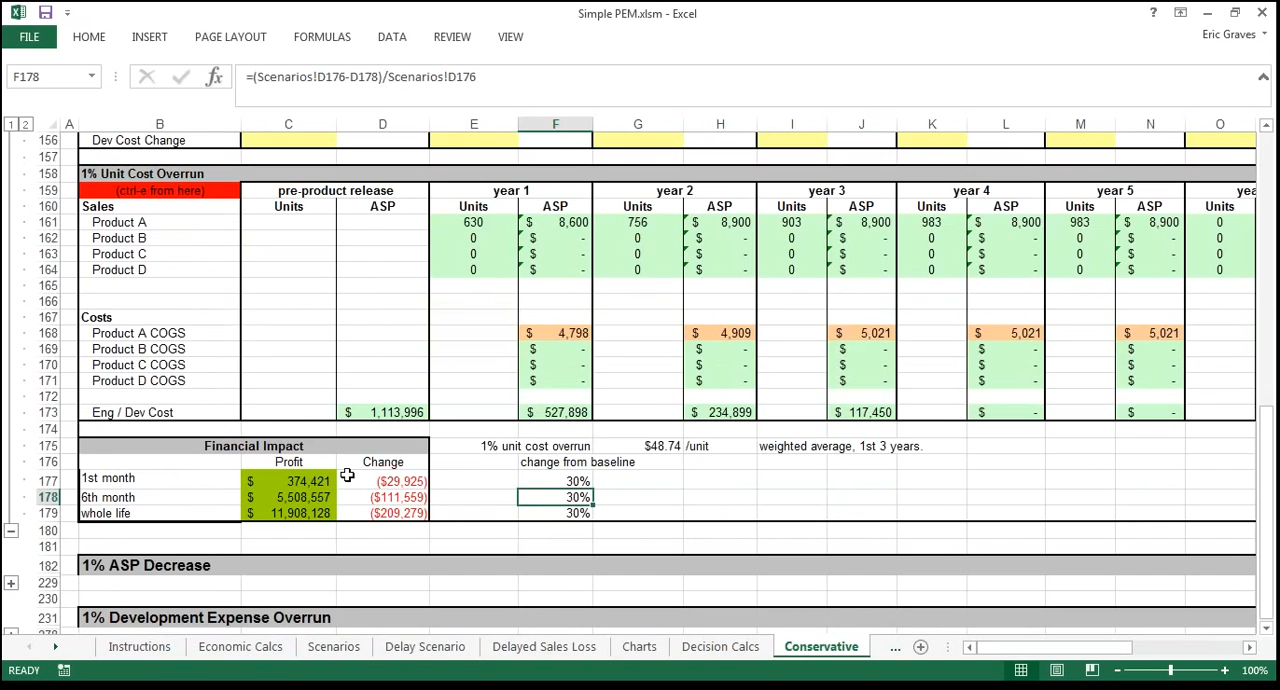 Simple PEM.xlsm - Excel
?
FILE HOME INSERT PAGE LAYOUT FORMULAS DATA REVIEW VIEW Eric Graves
F178 fx =(Scenarios!D176-D178)/Scenarios!D176
1 2 A B C D E F G H I J K L M N O
156 Dev Cost Change
157
158 1% Unit Cost Overrun
159 (ctrl-e from here) pre-product release year 1 year 2 year 3 year 4 year 5 yea
160 Sales Units ASP Units ASP Units ASP Units ASP Units ASP Units ASP Units
161 Product A 630 $ 8,600 756 $ 8,900 903 $ 8,900 983 $ 8,900 983 $ 8,900 0
162 Product B 0 $ - 0 $ - 0 $ - 0 $ - 0 $ - 0
163 Product C 0 $ - 0 $ - 0 $ - 0 $ - 0 $ - 0
164 Product D 0 $ - 0 $ - 0 $ - 0 $ - 0 $ - 0
165
166
167 Costs
168 Product A COGS $ 4,798 $ 4,909 $ 5,021 $ 5,021 $ 5,021
169 Product B COGS $ - $ - $ - $ - $ -
170 Product C COGS $ - $ - $ - $ - $ -
171 Product D COGS $ - $ - $ - $ - $ -
172
173 Eng / Dev Cost $ 1,113,996 $ 527,898 $ 234,899 $ 117,450 $ - $ -
174
175 Financial Impact 1% unit cost overrun $48.74 /unit weighted average, 1st 3 years.
176 Profit Change change from baseline
177 1st month $ 374,421 ($29,925) 30%
178 6th month $ 5,508,557 ($111,559) 30%
179 whole life $ 11,908,128 ($209,279) 30%
180
181
182 1% ASP Decrease
229
230
231 1% Development Expense Overrun
Instructions Economic Calcs Scenarios Delay Scenario Delayed Sales Loss Charts Decision Calcs Conservative ...
READY 100%